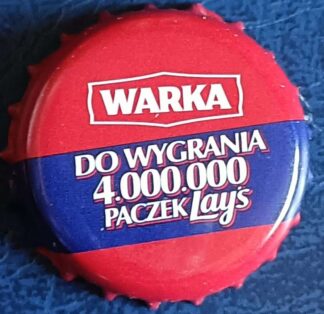 WARKA
DO WYGRANIA
4.000.000
PACZEK Lay's